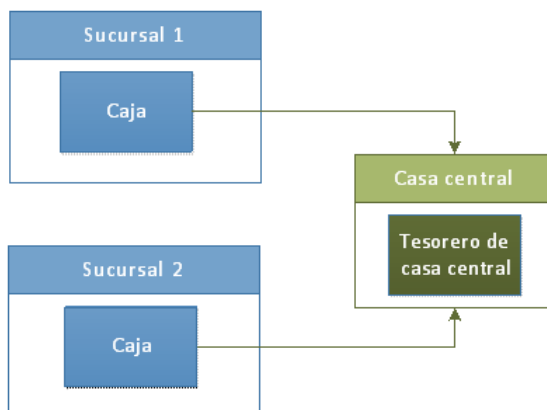 Sucursal 1
Caja
Casa central
Tesorero de
casa central
Sucursal 2
Caja